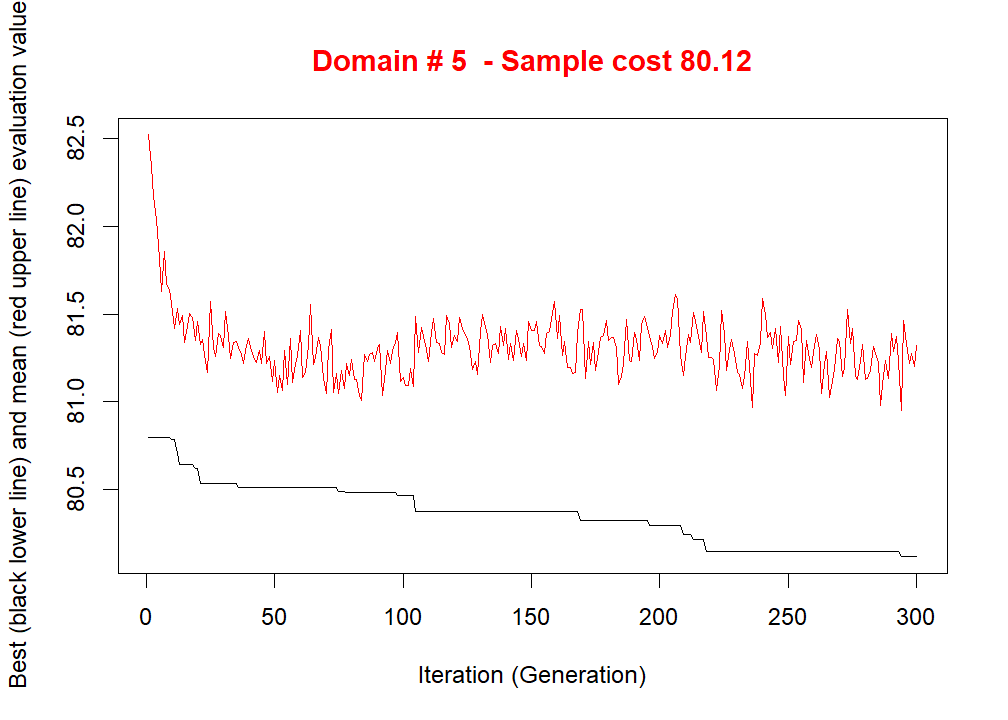 Domain # 5  - Sample cost 80.12
Best (black lower line) and mean (red upper line) evaluation value
82.5
82.0
81.5
81.0
80.5
0 50 100 150 200 250 300
Iteration (Generation)